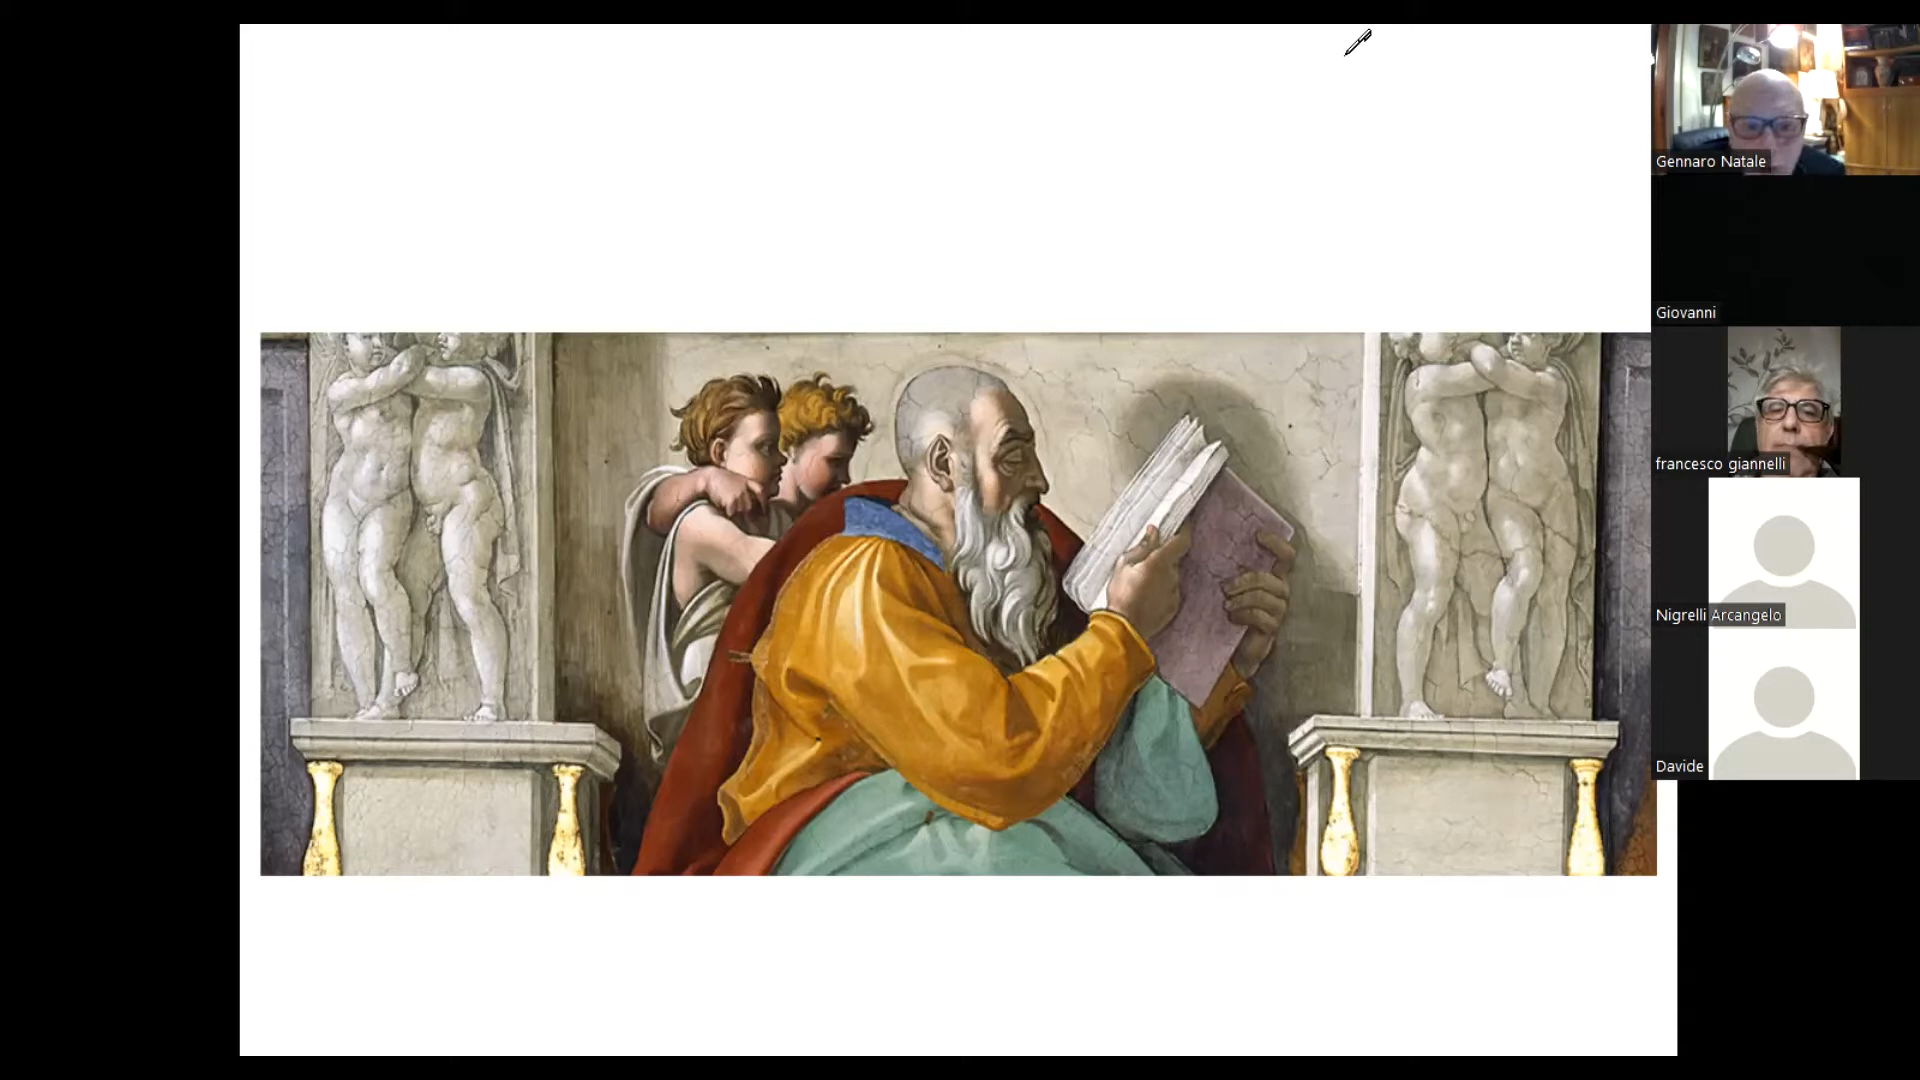 Gennaro Natale
Giovanni
francesco giannelli
Nigrelli Arcangelo
Davide